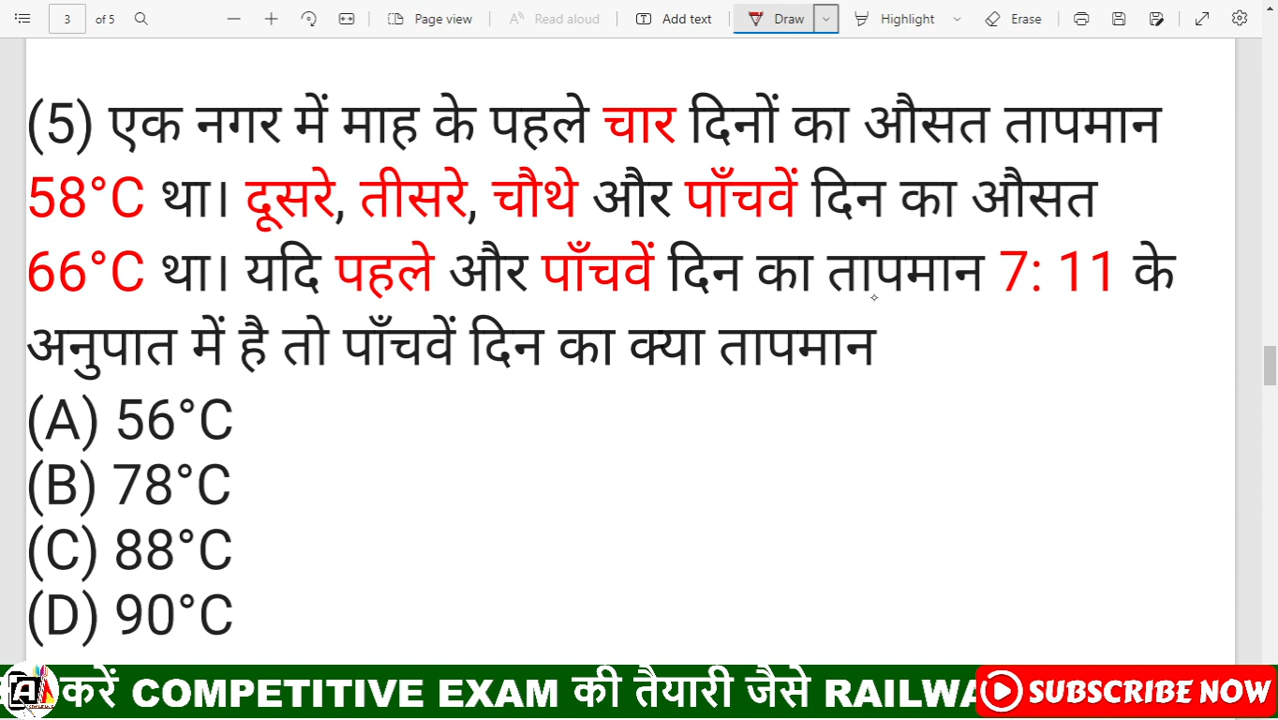 3 of 5 Page view Read aloud Add text Draw Highlight Erase
(5) एक नगर में माह के पहले चार दिनों का औसत तापमान
58°C था। दूसरे, तीसरे, चौथे और पाँचवें दिन का औसत
66°C था। यदि पहले और पाँचवें दिन का तापमान 7: 11 के
अनुपात में है तो पाँचवें दिन का क्या तापमान
(A) 56°C
(B) 78°C
(C) 88°C
(D) 90°C
करें COMPETITIVE EXAM की तैयारी जैसे RAILWA SUBSCRIBE NOW